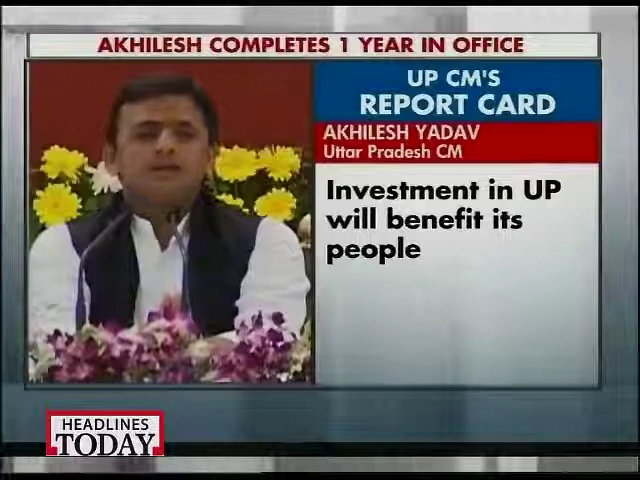 AKHILESH COMPLETES 1 YEAR IN OFFICE
UP CM'S
REPORT CARD
AKHILESH YADAV
Uttar Pradesh CM
Investment in UP
will benefit its
people
HEADLINES
TODAY